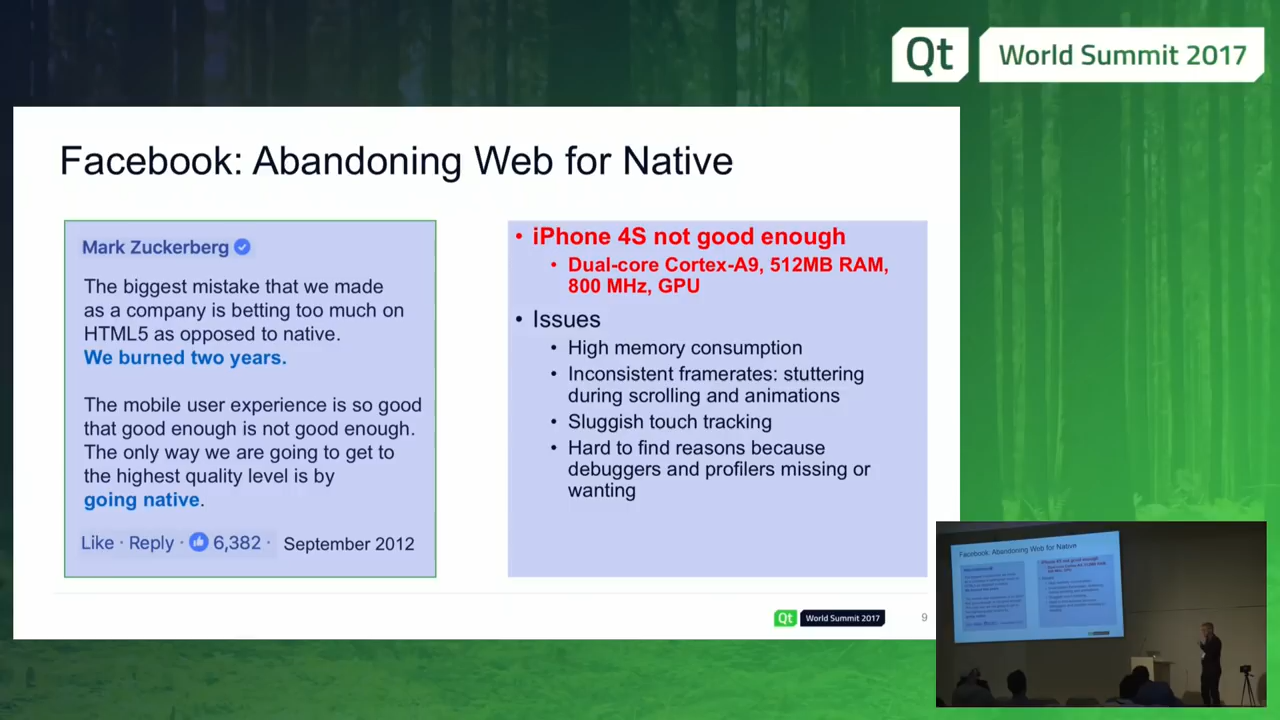 Qt World Summit 2017
Facebook: Abandoning Web for Native
Mark Zuckerberg
The biggest mistake that we made
as a company is betting too much on
HTML5 as opposed to native.
We burned two years.
The mobile user experience is so good
that good enough is not good enough.
The only way we are going to get to
the highest quality level is by
going native.
Like · Reply · 6,382 · September 2012
• iPhone 4S not good enough
• Dual-core Cortex-A9, 512MB RAM,
800 MHz, GPU
• Issues
• High memory consumption
• Inconsistent framerates: stuttering
during scrolling and animations
• Sluggish touch tracking
• Hard to find reasons because
debuggers and profilers missing or
wanting
Qt World Summit 2017
9
Facebook: Abandoning Web for Native